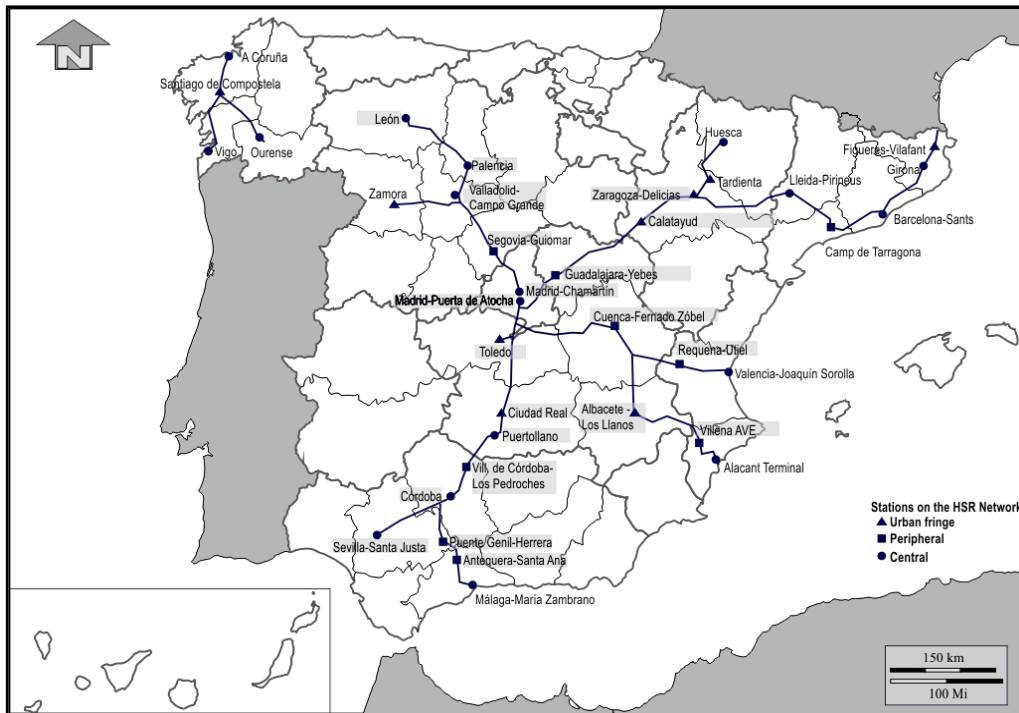 N
A Coruña
Santiago de Compostela
Vigo
Ourense
León
Palencia
Zamora
Valladolid-
Campo Grande
Segovia-Guiomar
Huesca
Tardienta
Zaragoza-Delicias
Calatayud
Lleida-Pirineus
Figueres-Vilafant
Girona
Barcelona-Sants
Camp de Tarragona
Guadalajara-Yebes
Madrid-Chamartín
Madrid-Puerta de Atocha
Cuenca-Fernado Zóbel
Toledo
Requena-Utiel
Valencia-Joaquín Sorolla
Ciudad Real
Albacete -
Los Llanos
Puertollano
Villena AVE
Alacant Terminal
Vill. de Córdoba-
Los Pedroches
Córdoba
Sevilla-Santa Justa
Puente Genil-Herrera
Antequera-Santa Ana
Málaga-María Zambrano
Stations on the HSR Network
Urban fringe
Peripheral
Central
150 km
100 Mi